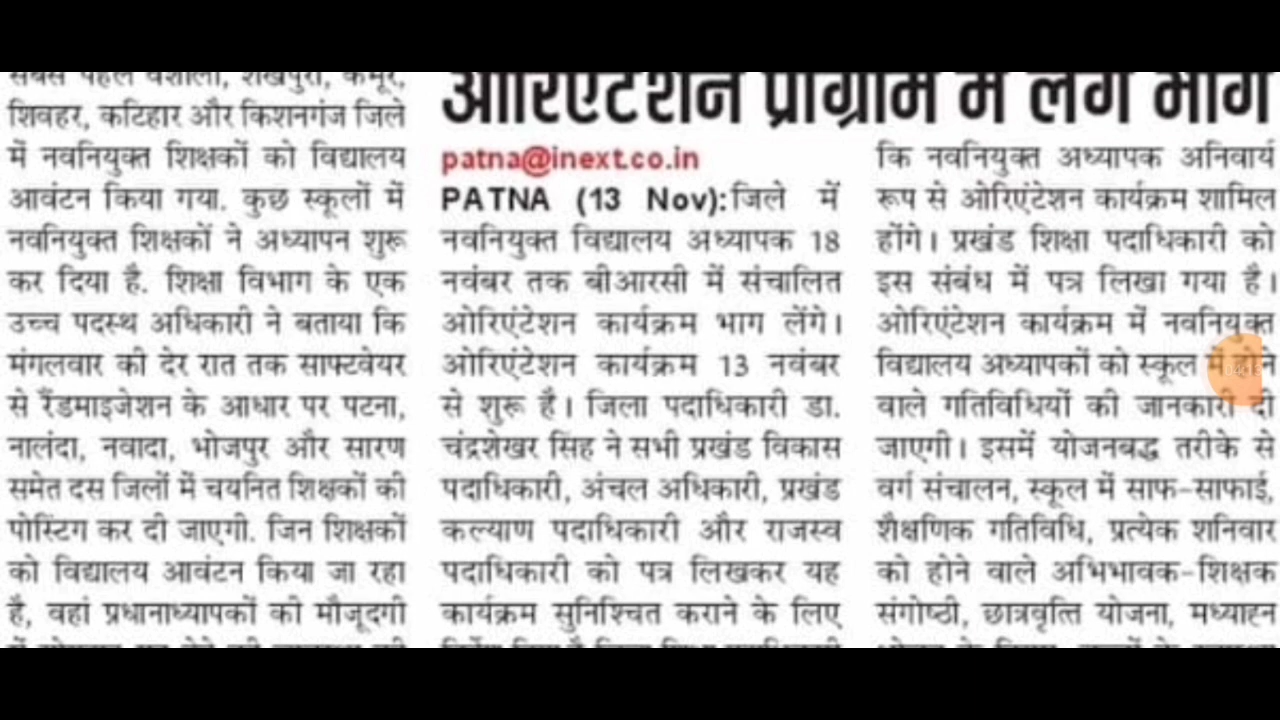 सबसे पहले वैशाली, शेखपुरा, कैमूर,
शिवहर, कटिहार और किशनगंज जिले
में नवनियुक्त शिक्षकों को विद्यालय
आवंटन किया गया. कुछ स्कूलों में
नवनियुक्त शिक्षकों ने अध्यापन शुरू
कर दिया है. शिक्षा विभाग के एक
उच्च पदस्थ अधिकारी ने बताया कि
मंगलवार की देर रात तक साफ्टवेयर
से रैंडमाइजेशन के आधार पर पटना,
नालंदा, नवादा, भोजपुर और सारण
समेत दस जिलों में चयनित शिक्षकों की
पोस्टिंग कर दी जाएगी. जिन शिक्षकों
को विद्यालय आवंटन किया जा रहा
है, वहां प्रधानाध्यापकों की मौजूदगी
ओरिएंटेशन प्रोग्राम में लेंगे भाग
patna@inext.co.in
PATNA (13 Nov): जिले में
नवनियुक्त विद्यालय अध्यापक 18
नवंबर तक बीआरसी में संचालित
ओरिएंटेशन कार्यक्रम भाग लेंगे।
ओरिएंटेशन कार्यक्रम 13 नवंबर
से शुरू है। जिला पदाधिकारी डा.
चंद्रशेखर सिंह ने सभी प्रखंड विकास
पदाधिकारी, अंचल अधिकारी, प्रखंड
कल्याण पदाधिकारी और राजस्व
पदाधिकारी को पत्र लिखकर यह
कार्यक्रम सुनिश्चित कराने के लिए
कि नवनियुक्त अध्यापक अनिवार्य
रूप से ओरिएंटेशन कार्यक्रम शामिल
होंगे। प्रखंड शिक्षा पदाधिकारी को
इस संबंध में पत्र लिखा गया है।
ओरिएंटेशन कार्यक्रम में नवनियुक्त
विद्यालय अध्यापकों को स्कूल में होने
वाले गतिविधियों की जानकारी दी
जाएगी। इसमें योजनबद्ध तरीके से
वर्ग संचालन, स्कूल में साफ-सफाई,
शैक्षणिक गतिविधि, प्रत्येक शनिवार
को होने वाले अभिभावक-शिक्षक
संगोष्ठी, छात्रवृत्ति योजना, मध्याह्न